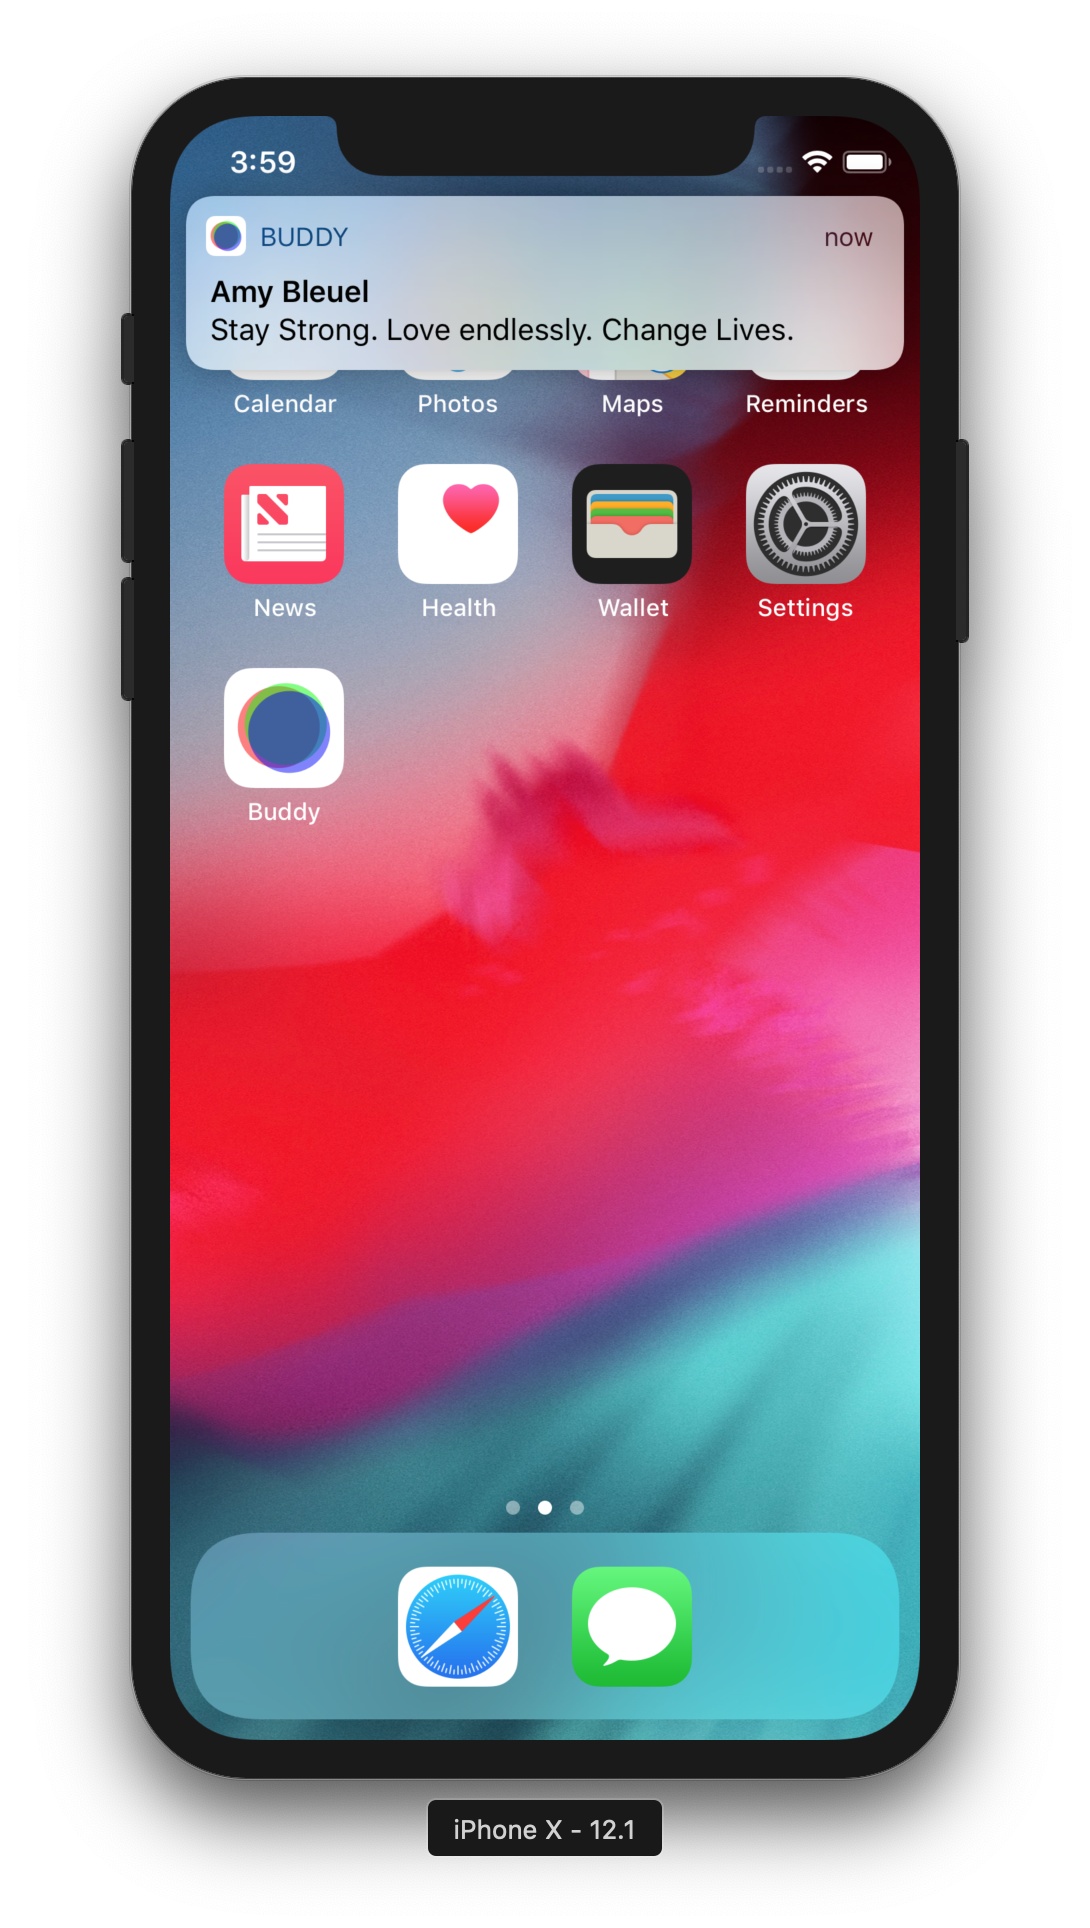 3:59
BUDDY now
Amy Bleuel
Stay Strong. Love endlessly. Change Lives.
Calendar Photos Maps Reminders
News Health Wallet Settings
Buddy
iPhone X - 12.1